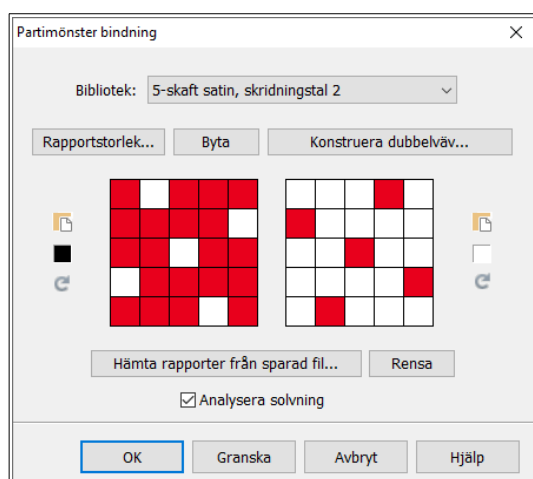 Partimönster bindning
Bibliotek: 5-skaft satin, skridningstal 2
Rapportstorlek... Byta Konstruera dubbelväv...
Hämta rapporter från sparad fil... Rensa
Analysera solvning
OK Granska Avbryt Hjälp